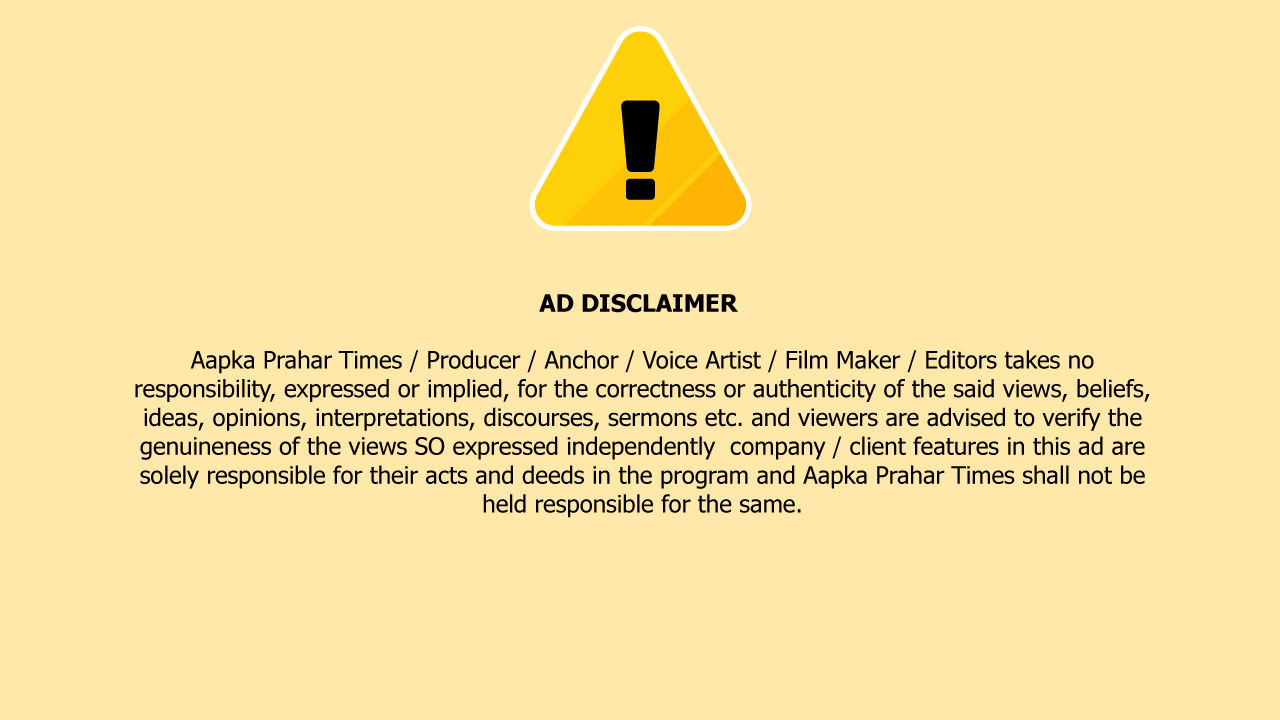 AD DISCLAIMER
Aapka Prahar Times / Producer / Anchor / Voice Artist / Film Maker / Editors takes no
responsibility, expressed or implied, for the correctness or authenticity of the said views, beliefs,
ideas, opinions, interpretations, discourses, sermons etc. and viewers are advised to verify the
genuineness of the views SO expressed independently  company / client features in this ad are
solely responsible for their acts and deeds in the program and Aapka Prahar Times shall not be
held responsible for the same.